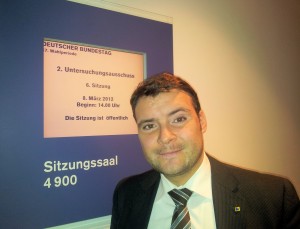 DEUTSCHER BUNDESTAG
Wahlperiode
2. Untersuchungsausschuss
Sitzung
8. März 2012
Beginn: 14.00 Uhr
Die Sitzung ist öffentlich
Sitzungssaal
4 900